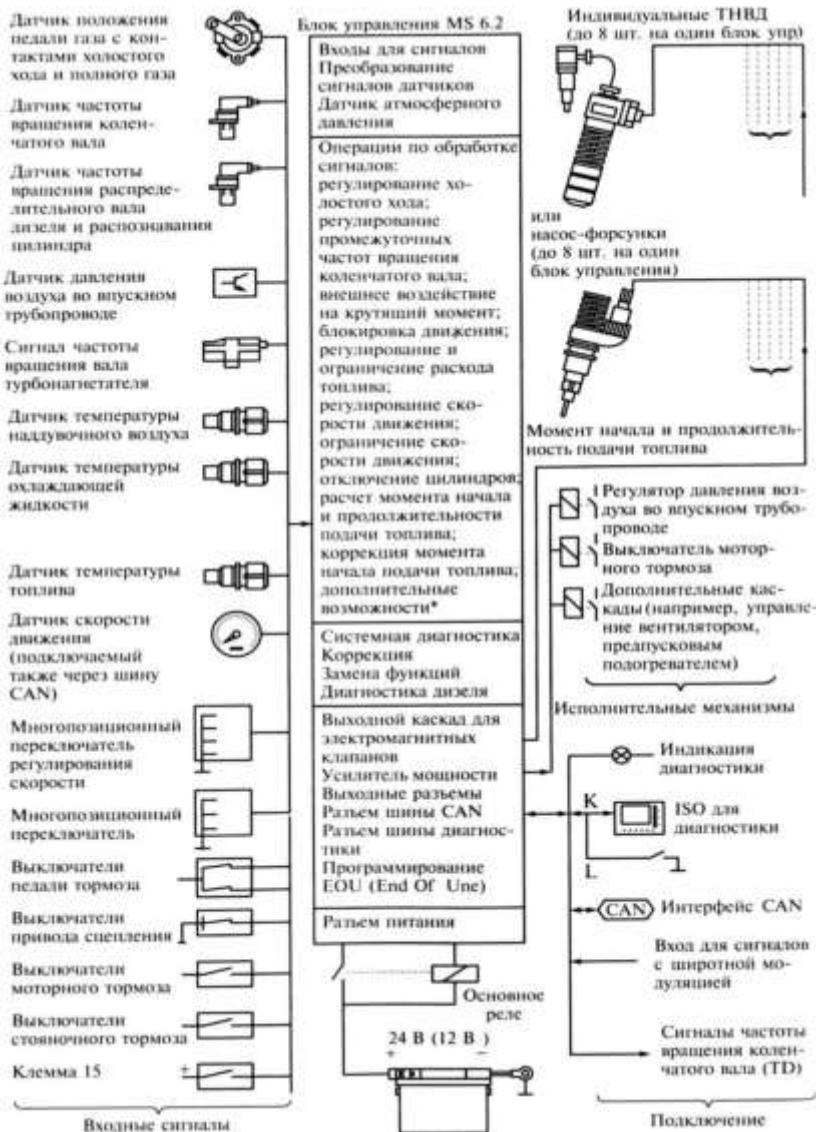 Датчик положения
педали газа с кон-
тактами холостого
хода и полного газа
Датчик частоты
вращения колен-
чатого вала
Датчик частоты
вращения распреде-
лительного вала
дизеля и распознавания
цилиндра
Датчик давления
воздуха во впускном
трубопроводе
Сигнал частоты
вращения вала
турбонагнетателя
Датчик температуры
наддувочного воздуха
Датчик температуры
охлаждающей
жидкости
Датчик температуры
топлива
Датчик скорости
движения
(подключаемый
также через шину
CAN)
Многопозиционный
переключатель
регулирования
скорости
Многопозиционный
переключатель
Выключатели
педали тормоза
Выключатели
привода сцепления
Выключатели
моторного тормоза
Выключатели
стояночного тормоза
Клемма 15
+
Входные сигналы
Блок управления MS 6.2
Входы для сигналов
Преобразование
сигналов датчиков
Датчик атмосферного
давления
Операции по обработке
сигналов:
регулирование хо-
лостого хода;
регулирование
промежуточных
частот вращения
коленчатого вала;
внешнее воздействие
на крутящий момент;
блокировка движения;
регулирование и
ограничение расхода
топлива;
регулирование ско-
рости движения;
ограничение ско-
рости движения;
отключение цилиндров;
расчет момента начала
и продолжительности
подачи топлива;
коррекция момента
начала подачи топлива;
дополнительные
возможности*
Системная диагностика
Коррекция
Замена функций
Диагностика дизеля
Выходной каскад для
электромагнитных
клапанов
Усилитель мощности
Выходные разъемы
Разъем шины CAN
Разъем шины диагнос-
тики
Программирование
EOU (End Of Une)
Разъем питания
Основное
реле
24 В (12 В )
+ −
Индивидуальные ТНВД
(до 8 шт. на один блок упр)
или
насос-форсунки
(до 8 шт. на один
блок управления)
Момент начала и продолжитель-
ность подачи топлива
Регулятор давления воз-
духа во впускном трубо-
проводе
Выключатель мотор-
ного тормоза
Дополнительные кас-
кады (например, управле-
ние вентилятором,
предпусковым
подогревателем)
Исполнительные механизмы
Индикация
диагностики
K
ISO для
диагностики
L
CAN Интерфейс CAN
Вход для сигналов
с широтной мо-
дуляцией
Сигналы частоты
вращения колен-
чатого вала (TD)
Подключение